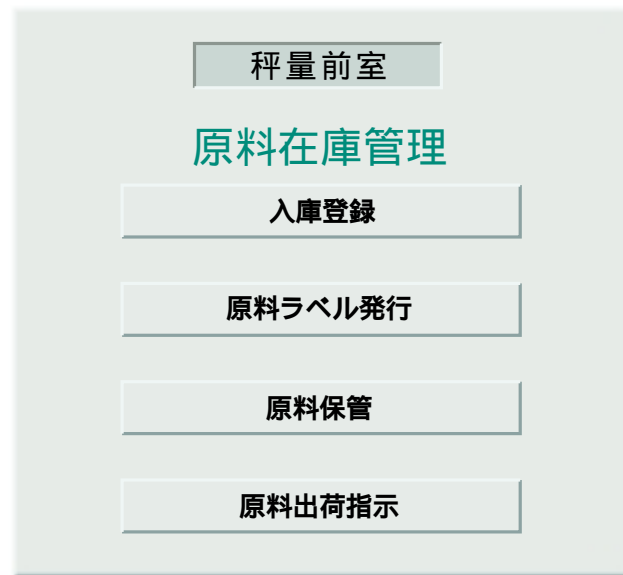 秤量前室
原料在庫管理
入庫登録
原料ラベル発行
原料保管
原料出荷指示